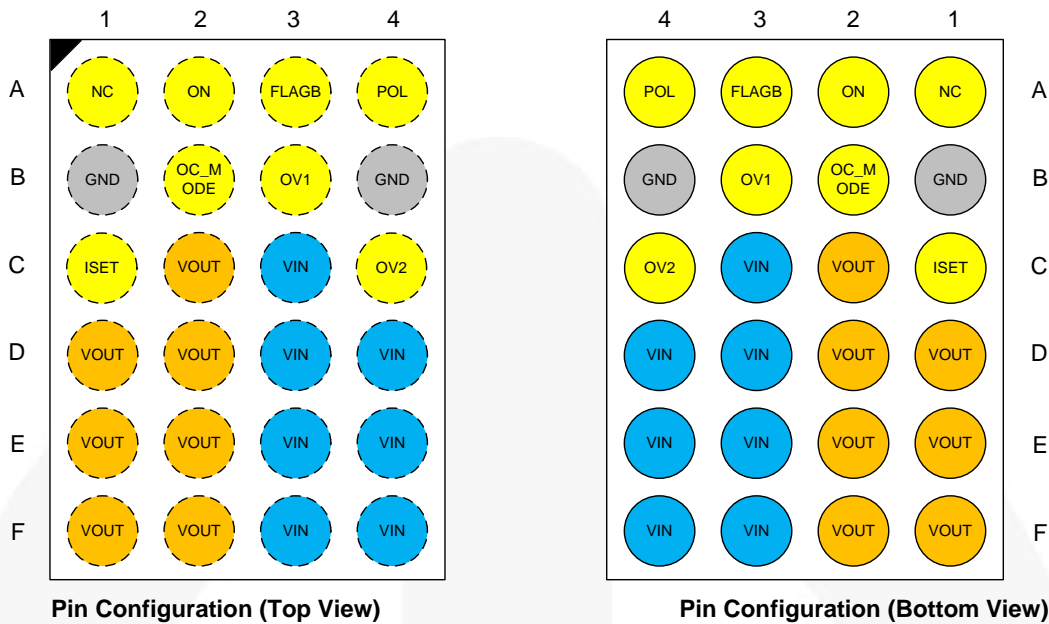 1 2 3 4 4 3 2 1
A NC ON FLAGB POL POL FLAGB ON NC A
B GND OC_M
ODE OV1 GND GND OV1 OC_M
ODE GND B
C ISET VOUT VIN OV2 OV2 VIN VOUT ISET C
D VOUT VOUT VIN VIN VIN VIN VOUT VOUT D
E VOUT VOUT VIN VIN VIN VIN VOUT VOUT E
F VOUT VOUT VIN VIN VIN VIN VOUT VOUT F
Pin Configuration (Top View) Pin Configuration (Bottom View)